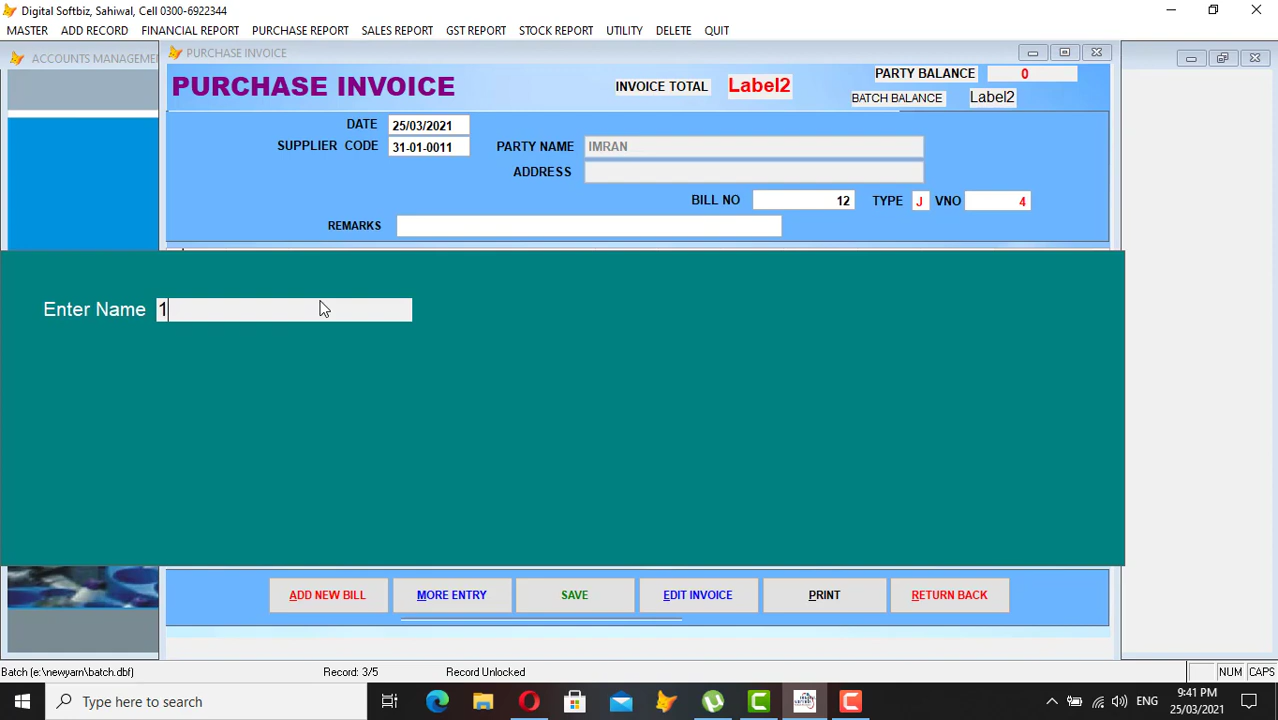 Digital Softbiz, Sahiwal, Cell 0300-6922344
MASTER ADD RECORD FINANCIAL REPORT PURCHASE REPORT SALES REPORT GST REPORT STOCK REPORT UTILITY DELETE QUIT
ACCOUNTS MANAGEMEN
PURCHASE INVOICE
PURCHASE INVOICE
INVOICE TOTAL Label2
PARTY BALANCE 0
BATCH BALANCE Label2
DATE 25/03/2021
SUPPLIER CODE 31-01-0011 PARTY NAME IMRAN
ADDRESS
BILL NO 12 TYPE J VNO 4
REMARKS
Enter Name 1
ADD NEW BILL MORE ENTRY SAVE EDIT INVOICE PRINT RETURN BACK
Batch (e:\newyarn\batch.dbf) Record: 3/5 Record Unlocked NUM CAPS
Type here to search
ENG
9:41 PM
25/03/2021